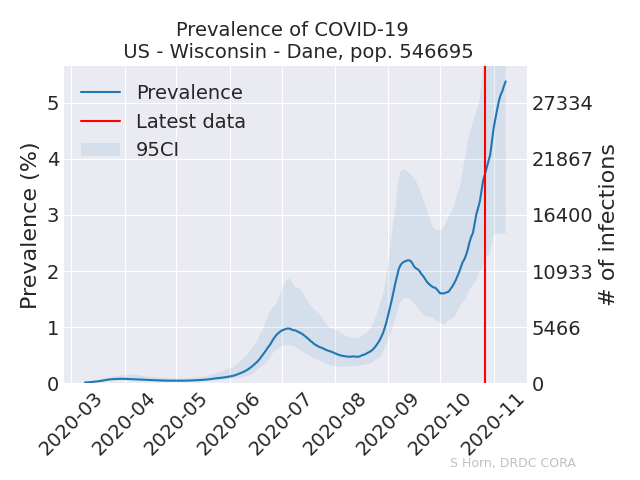 Prevalence of COVID-19
US - Wisconsin - Dane, pop. 546695
Prevalence
Latest data
95CI
Prevalence (%)
5
4
3
2
1
0
27334
21867
16400
10933
5466
0
# of infections
2020-03
2020-04
2020-05
2020-06
2020-07
2020-08
2020-09
2020-10
2020-11
S Horn, DRDC CORA